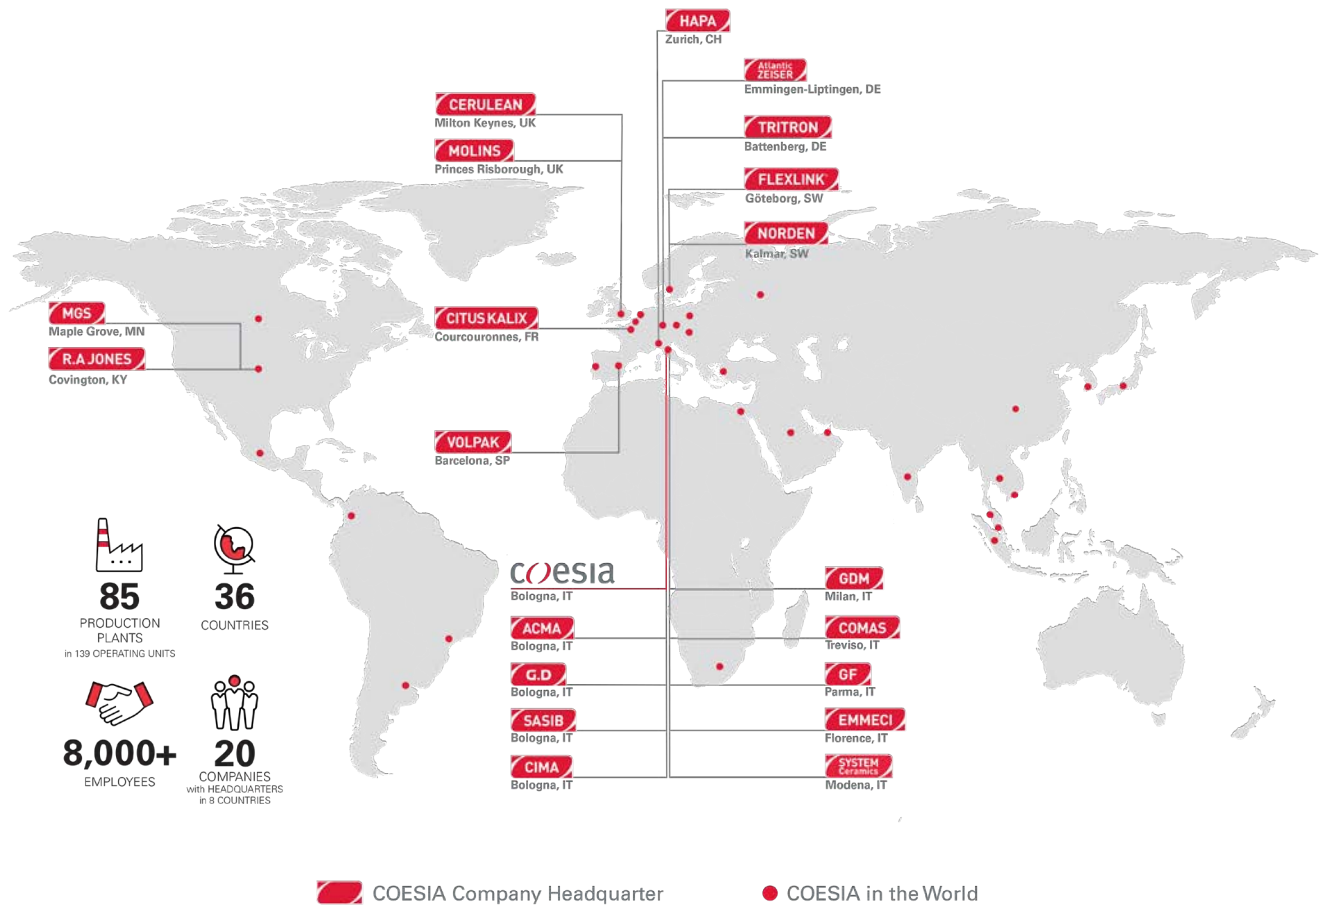 HAPA
Zurich, CH
Atlantic
ZEISER
Emmingen-Liptingen, DE
CERULEAN
Milton Keynes, UK
TRITRON
Battenberg, DE
MOLINS
Princes Risborough, UK
FLEXLINK
Göteborg, SW
NORDEN
Kalmar, SW
MGS
Maple Grove, MN
CITUS KALIX
Courcouronnes, FR
R.A JONES
Covington, KY
VOLPAK
Barcelona, SP
85
PRODUCTION
PLANTS
in 139 OPERATING UNITS
36
COUNTRIES
8,000+
EMPLOYEES
20
COMPANIES
with HEADQUARTERS
in 8 COUNTRIES
coesia
Bologna, IT
GDM
Milan, IT
ACMA
Bologna, IT
COMAS
Treviso, IT
G.D
Bologna, IT
GF
Parma, IT
SASIB
Bologna, IT
EMMECI
Florence, IT
CIMA
Bologna, IT
SYSTEM
Ceramics
Modena, IT
COESIA Company Headquarter
COESIA in the World